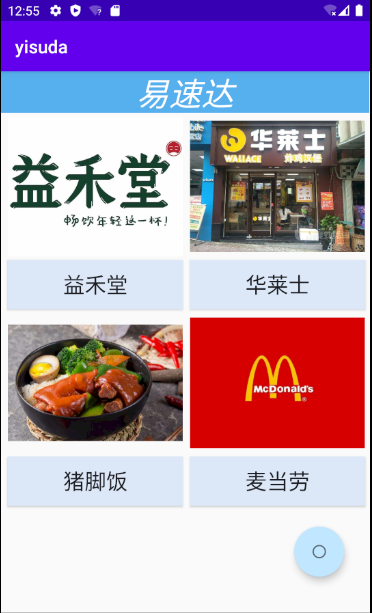 12:55
yisuda
易速达
益禾堂
畅饮年轻这一杯!
华莱士
WALLACE 炸鸡汉堡
益禾堂
华莱士
McDonald's
猪脚饭
麦当劳